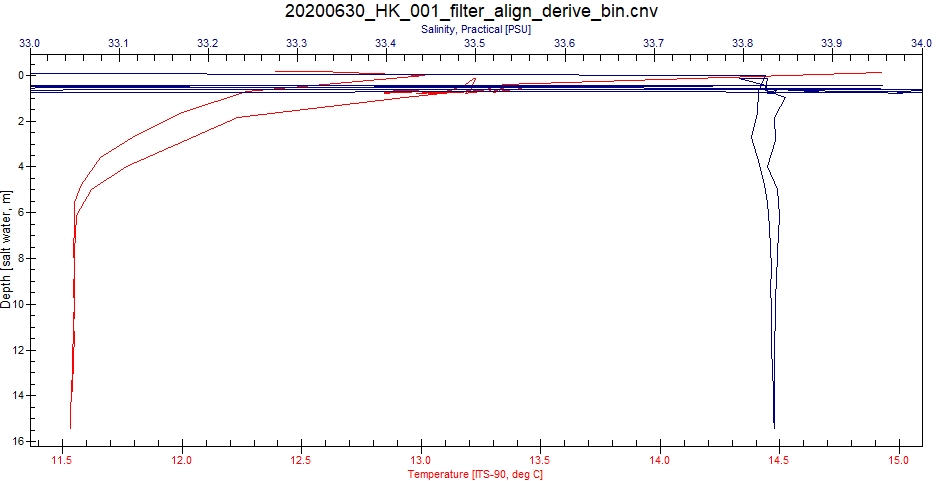 20200630_HK_001_filter_align_derive_bin.cnv
Salinity, Practical [PSU]
33.0 33.1 33.2 33.3 33.4 33.5 33.6 33.7 33.8 33.9 34.0
0
2
4
6
8
10
12
14
16
Depth [salt water, m]
11.5 12.0 12.5 13.0 13.5 14.0 14.5 15.0
Temperature [ITS-90, deg C]